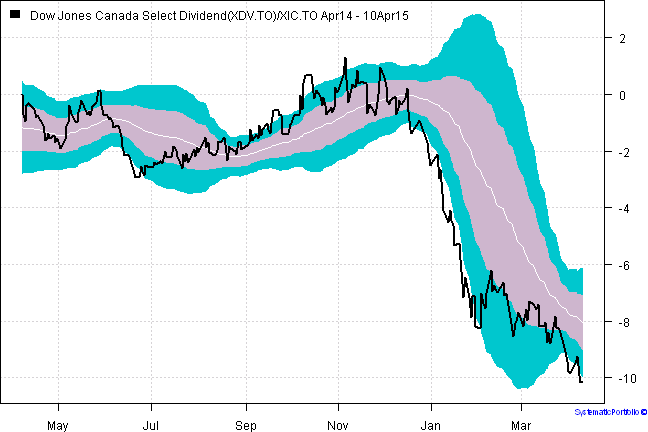 Dow Jones Canada Select Dividend(XDV.TO)/XIC.TO Apr14 - 10Apr15
2
0
-2
-4
-6
-8
-10
May Jul Sep Nov Jan Mar
SystematicPortfolio ©